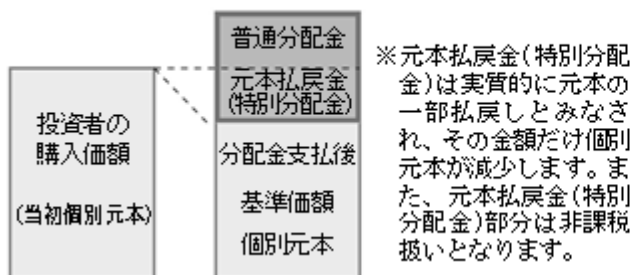 投資者の
購入価額
(当初個別元本)
普通分配金
元本払戻金
(特別分配金)
分配金支払後
基準価額
個別元本
※元本払戻金(特別分配
金)は実質的に元本の
一部払戻しとみなさ
れ、その金額だけ個別
元本が減少します。ま
た、元本払戻金(特別
分配金)部分は非課税
扱いとなります。